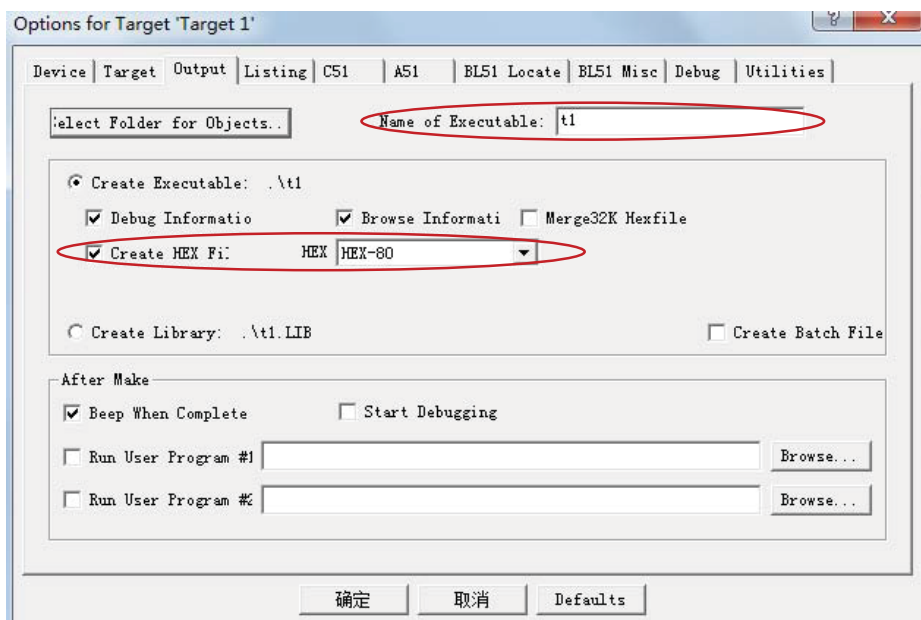 Options for Target 'Target 1'
Device Target Output Listing C51 A51 BL51 Locate BL51 Misc Debug Utilities
elect Folder for Objects..
Name of Executable: t1
Create Executable: .\t1
Debug Informatio Browse Informati Merge32K Hexfile
Create HEX Fi HEX HEX-80
Create Library: .\t1.LIB Create Batch File
After Make
Beep When Complete Start Debugging
Run User Program #1 Browse...
Run User Program #2 Browse...
确定 取消 Defaults